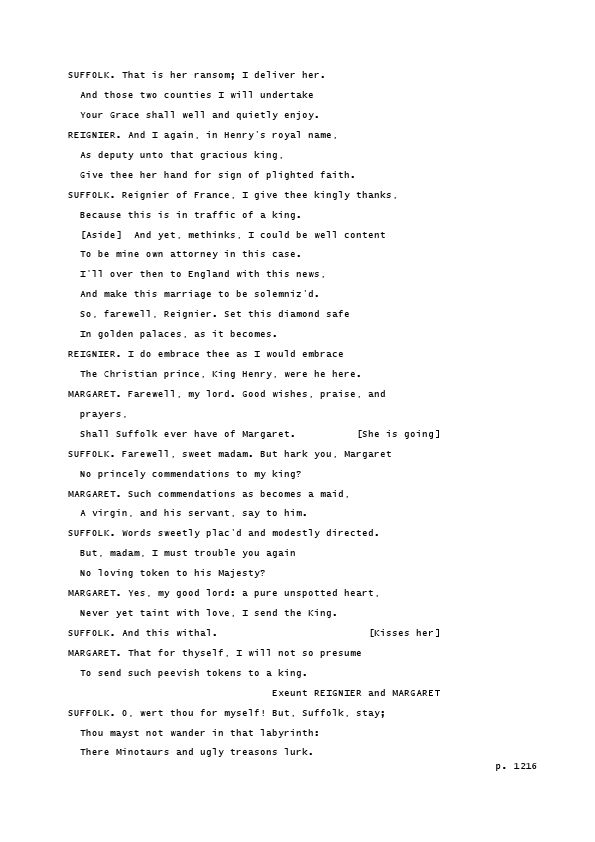 SUFFOLK. That is her ransom; I deliver her.
And those two counties I will undertake
Your Grace shall well and quietly enjoy.
REIGNIER. And I again, in Henry's royal name,
As deputy unto that gracious king,
Give thee her hand for sign of plighted faith.
SUFFOLK. Reignier of France, I give thee kingly thanks,
Because this is in traffic of a king.
[Aside]  And yet, methinks, I could be well content
To be mine own attorney in this case.
I'll over then to England with this news,
And make this marriage to be solemniz'd.
So, farewell, Reignier. Set this diamond safe
In golden palaces, as it becomes.
REIGNIER. I do embrace thee as I would embrace
The Christian prince, King Henry, were he here.
MARGARET. Farewell, my lord. Good wishes, praise, and
prayers,
Shall Suffolk ever have of Margaret.          [She is going]
SUFFOLK. Farewell, sweet madam. But hark you, Margaret
No princely commendations to my king?
MARGARET. Such commendations as becomes a maid,
A virgin, and his servant, say to him.
SUFFOLK. Words sweetly plac'd and modestly directed.
But, madam, I must trouble you again
No loving token to his Majesty?
MARGARET. Yes, my good lord: a pure unspotted heart,
Never yet taint with love, I send the King.
SUFFOLK. And this withal.                         [Kisses her]
MARGARET. That for thyself, I will not so presume
To send such peevish tokens to a king.
Exeunt REIGNIER and MARGARET
SUFFOLK. O, wert thou for myself! But, Suffolk, stay;
Thou mayst not wander in that labyrinth:
There Minotaurs and ugly treasons lurk.
p. 1216